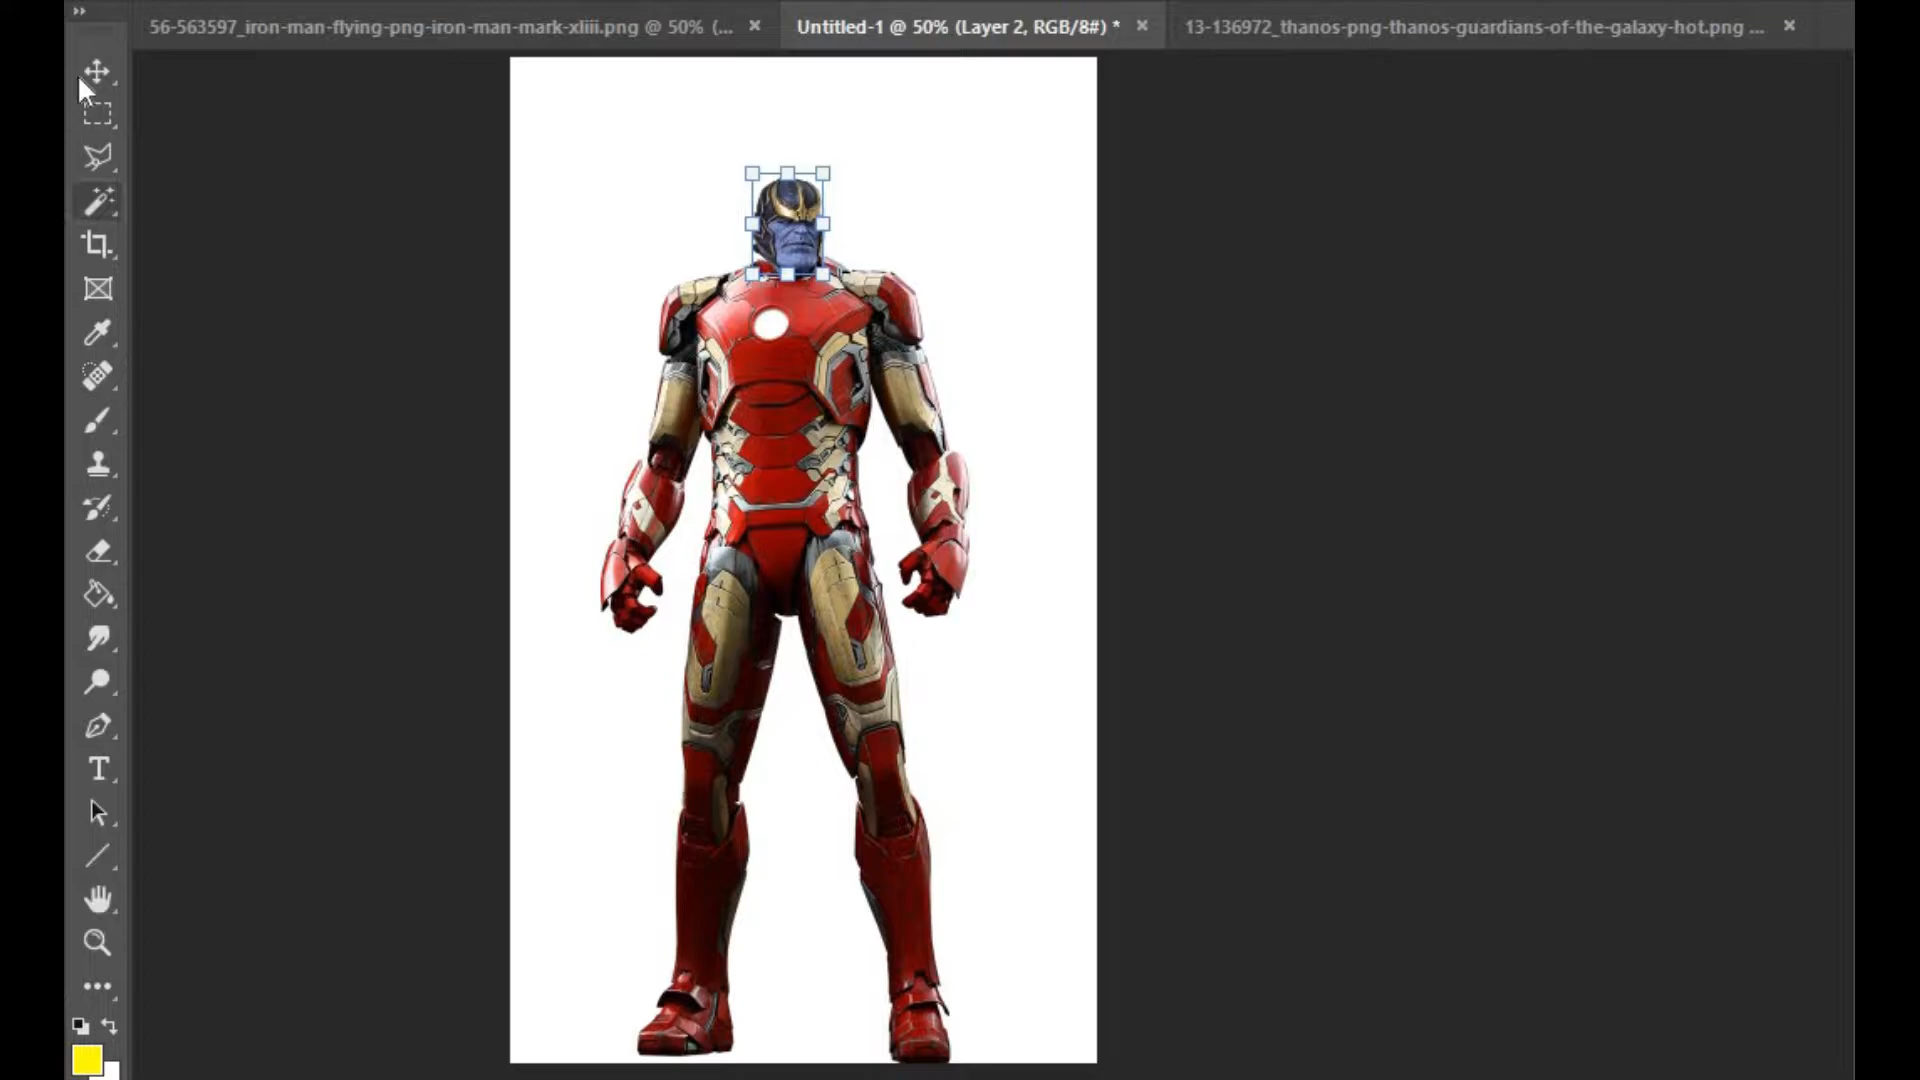 56-563597_iron-man-flying-png-iron-man-mark-xliii.png @ 50% (...
Untitled-1 @ 50% (Layer 2, RGB/8#) *
13-136972_thanos-png-thanos-guardians-of-the-galaxy-hot.png ...